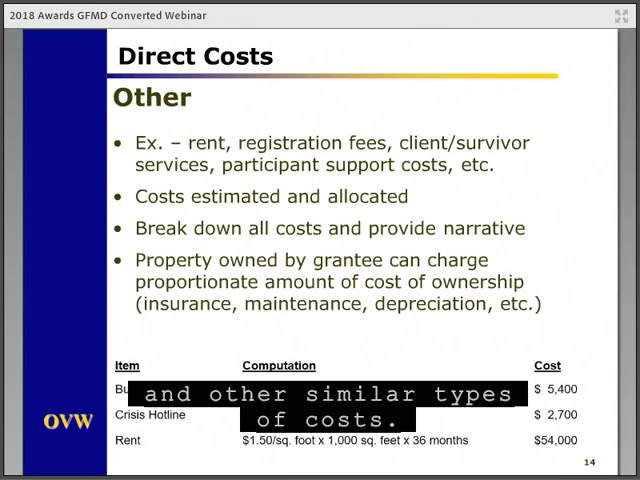 2018 Awards GFMD Converted Webinar
Direct Costs
Other
• Ex. – rent, registration fees, client/survivor
services, participant support costs, etc.
• Costs estimated and allocated
• Break down all costs and provide narrative
• Property owned by grantee can charge
proportionate amount of cost of ownership
(insurance, maintenance, depreciation, etc.)
Item Computation Cost
$ 5,400
and other similar types
Crisis Hotline $ 2,700
of costs.
Rent $1.50/sq. foot x 1,000 sq. feet x 36 months $54,000
OVW
14